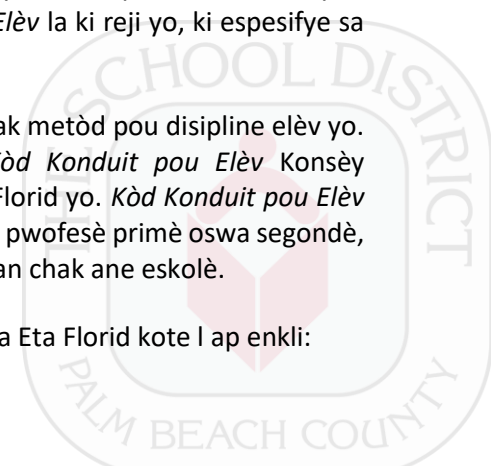 Elèv la ki reji yo, ki espesifye sa
ak metòd pou disipline elèv yo.
Kòd Konduit pou Elèv Konsèy
Florid yo. Kòd Konduit pou Elèv
pwofesè primè oswa segondè,
an chak ane eskolè.
a Eta Florid kote l ap enkli:
THE SCHOOL DISTRICT
PALM BEACH COUNTY